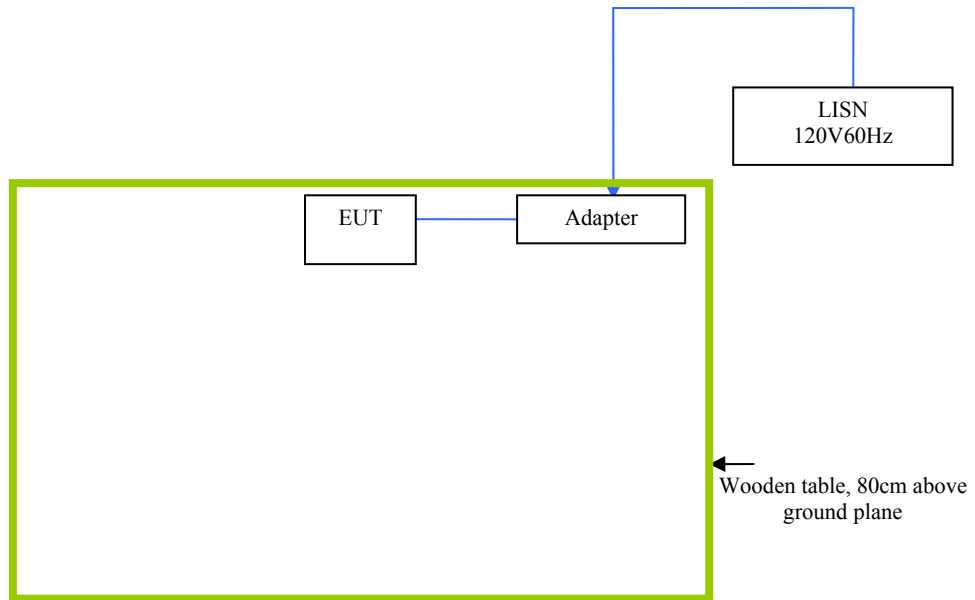 LISN
120V60Hz
EUT
Adapter
Wooden table, 80cm above
ground plane